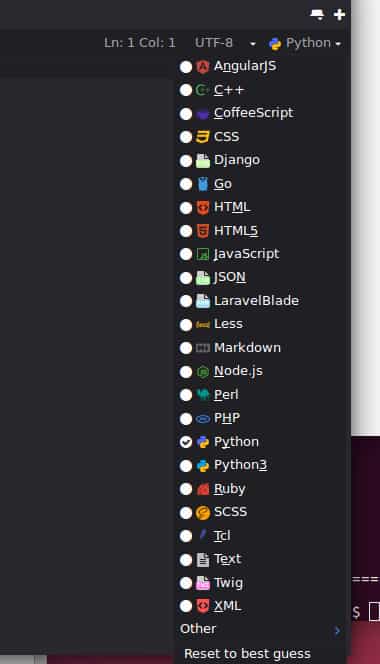 Ln: 1 Col: 1 UTF-8 Python
AngularJS
C++
CoffeeScript
CSS
Django
Go
HTML
HTML5
JavaScript
JSON
LaravelBlade
Less
Markdown
Node.js
Perl
PHP
Python
Python3
Ruby
SCSS
Tcl
Text
===
Twig
XML
$
Other
Reset to best guess